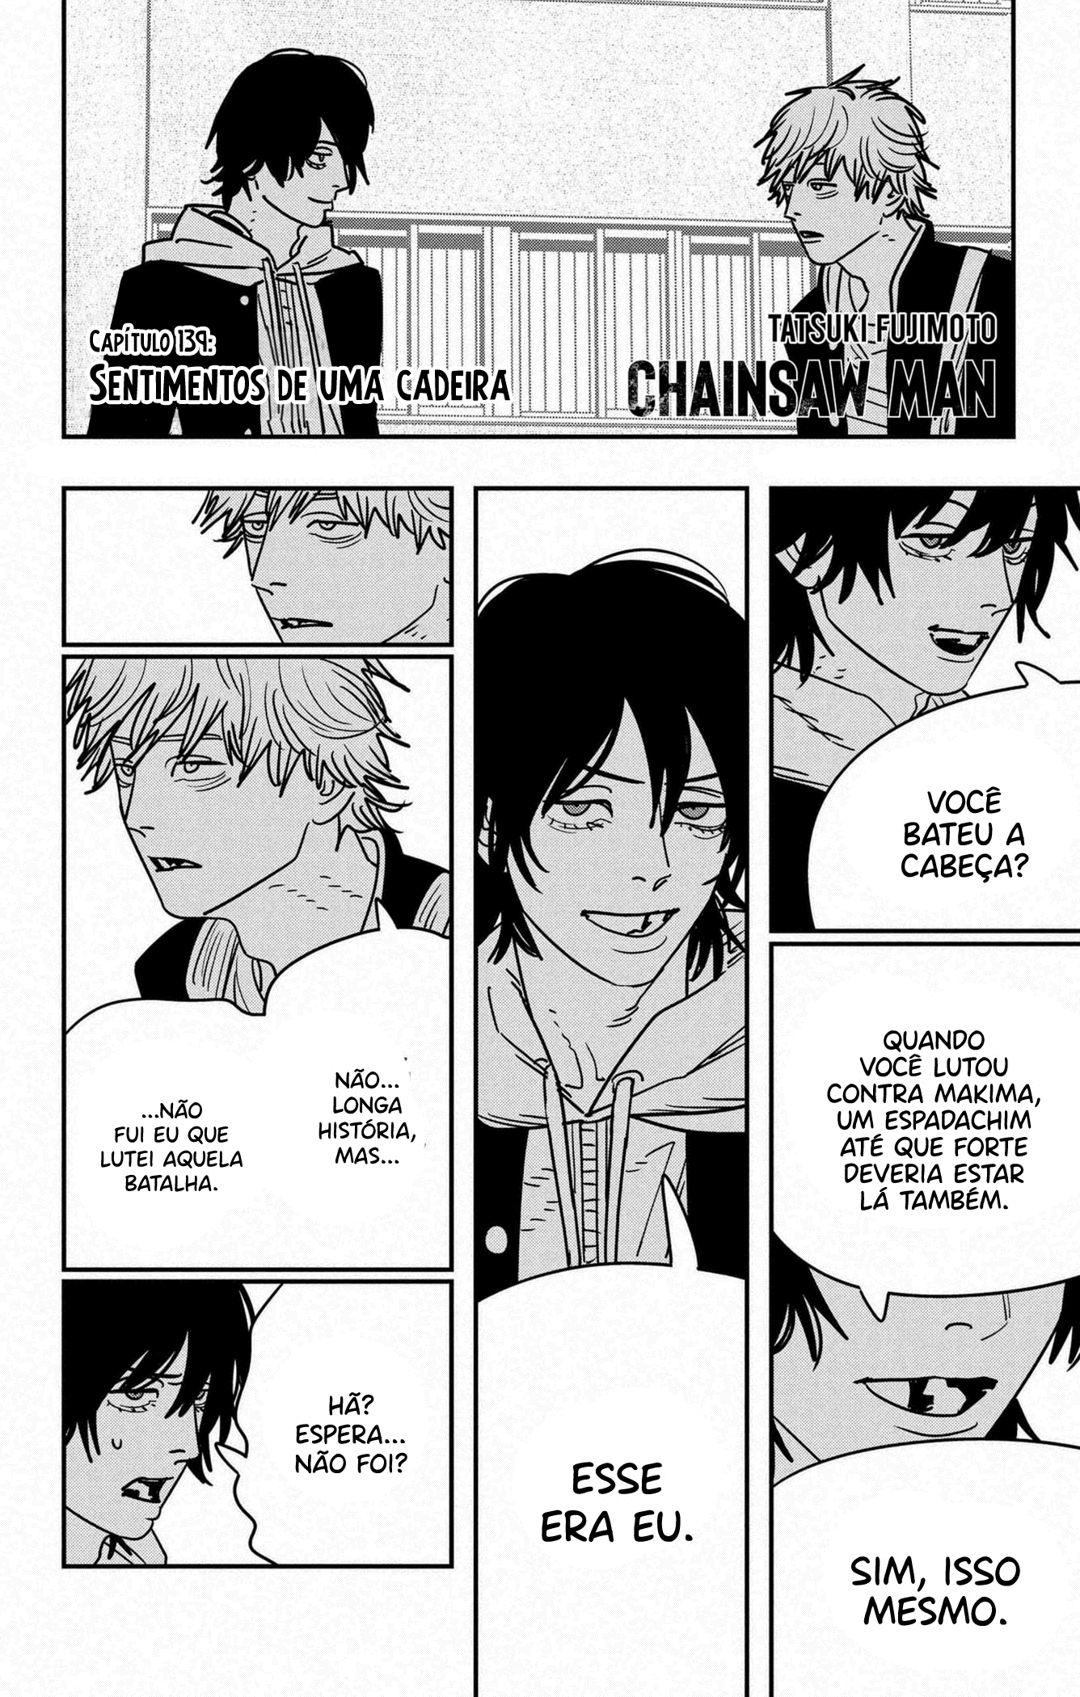 CAPÍTULO 139:
SENTIMENTOS DE UMA CADEIRA
TATSUKI FUJIMOTO
CHAINSAW MAN
VOCÊ
BATEU A
CABEÇA?
QUANDO
VOCÊ LUTOU
CONTRA MAKIMA,
UM ESPADACHIM
ATÉ QUE FORTE
DEVERIA ESTAR
LÁ TAMBÉM.
SIM, ISSO
MESMO.
ESSE
ERA EU.
NÃO...
LONGA
HISTÓRIA,
MAS...
...NÃO
FUI EU QUE
LUTEI AQUELA
BATALHA.
HÃ?
ESPERA...
NÃO FOI?